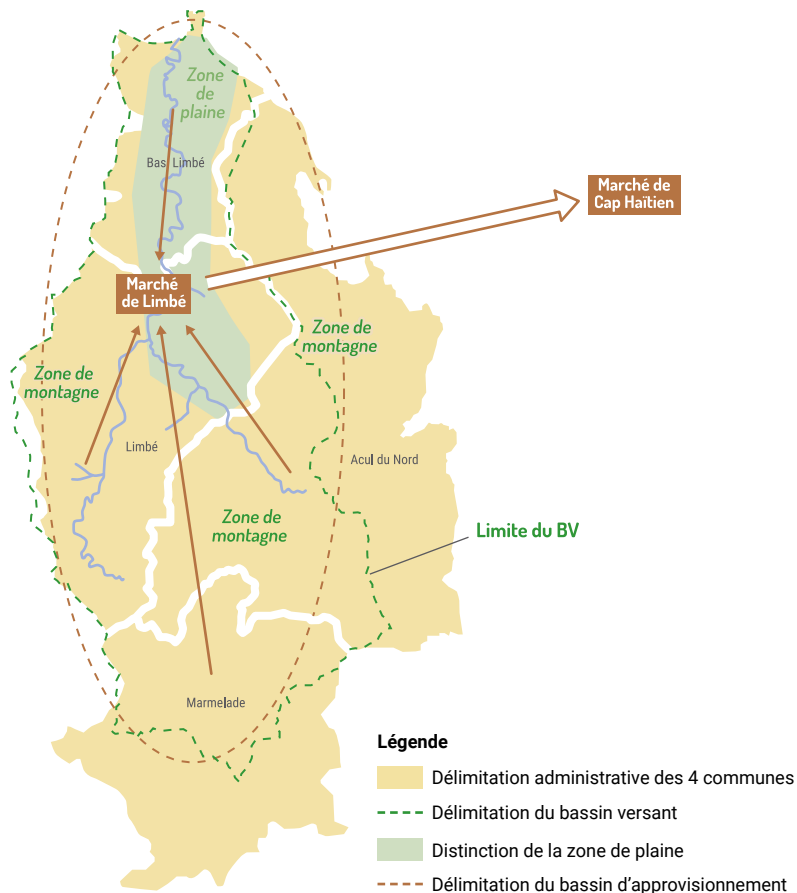 Zone
de
plaine
Bas Limbé
Marché de
Cap Haïtien
Marché
de Limbé
Zone de
montagne
Zone de
montagne
Limbé
Acul du Nord
Zone de
montagne
Limite du BV
Marmelade
Légende
Délimitation administrative des 4 communes
Délimitation du bassin versant
Distinction de la zone de plaine
Délimitation du bassin d’approvisionnement